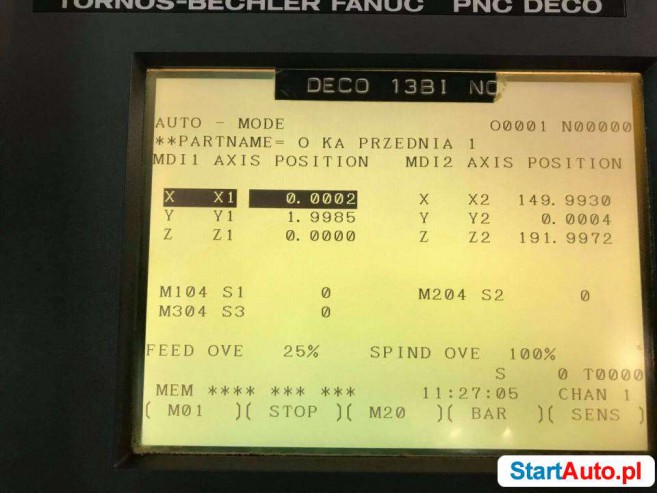 TORNOS-BECHLER FANUC PNC DECO
DECO 13BI NC
AUTO - MODE O0001 N00000
**PARTNAME= O KA PRZEDNIA 1
MDI1 AXIS POSITION MDI2 AXIS POSITION
X X1 0.0002 X X2 149.9930
Y Y1 1.9985 Y Y2 0.0004
Z Z1 0.0000 Z Z2 191.9972
M104 S1 0 M204 S2 0
M304 S3 0
FEED OVE 25% SPIND OVE 100%
S 0 T0000
MEM **** *** *** 11:27:05 CHAN 1
( M01 )( STOP )( M20 )( BAR )( SENS )
StartAuto.pl